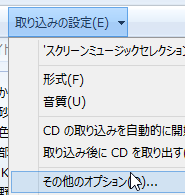 取り込みの設定(E)
'スクリーンミュージックセレクション
形式(F)
音質(U)
CD の取り込みを自動的に開
取り込み後に CD を取り出す(
その他のオプション(